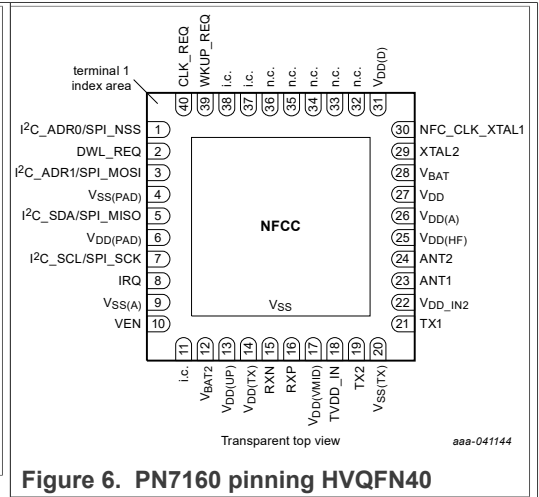 CLK_REQ
WKUP_REQ
i.c.
i.c.
n.c.
n.c.
n.c.
n.c.
n.c.
VDD(D)
terminal 1
index area
40
39
38
37
36
35
34
33
32
31
I2C_ADR0/SPI_NSS 1
DWL_REQ 2
I2C_ADR1/SPI_MOSI 3
VSS(PAD) 4
I2C_SDA/SPI_MISO 5
VDD(PAD) 6
I2C_SCL/SPI_SCK 7
IRQ 8
VSS(A) 9
VEN 10
NFCC
VSS
30 NFC_CLK_XTAL1
29 XTAL2
28 VBAT
27 VDD
26 VDD(A)
25 VDD(HF)
24 ANT2
23 ANT1
22 VDD_IN2
21 TX1
11
12
13
14
15
16
17
18
19
20
i.c.
VBAT2
VDD(UP)
VDD(TX)
RXN
RXP
VDD(VMID)
TVDD_IN
TX2
VSS(TX)
Transparent top view
aaa-041144
Figure 6. PN7160 pinning HVQFN40